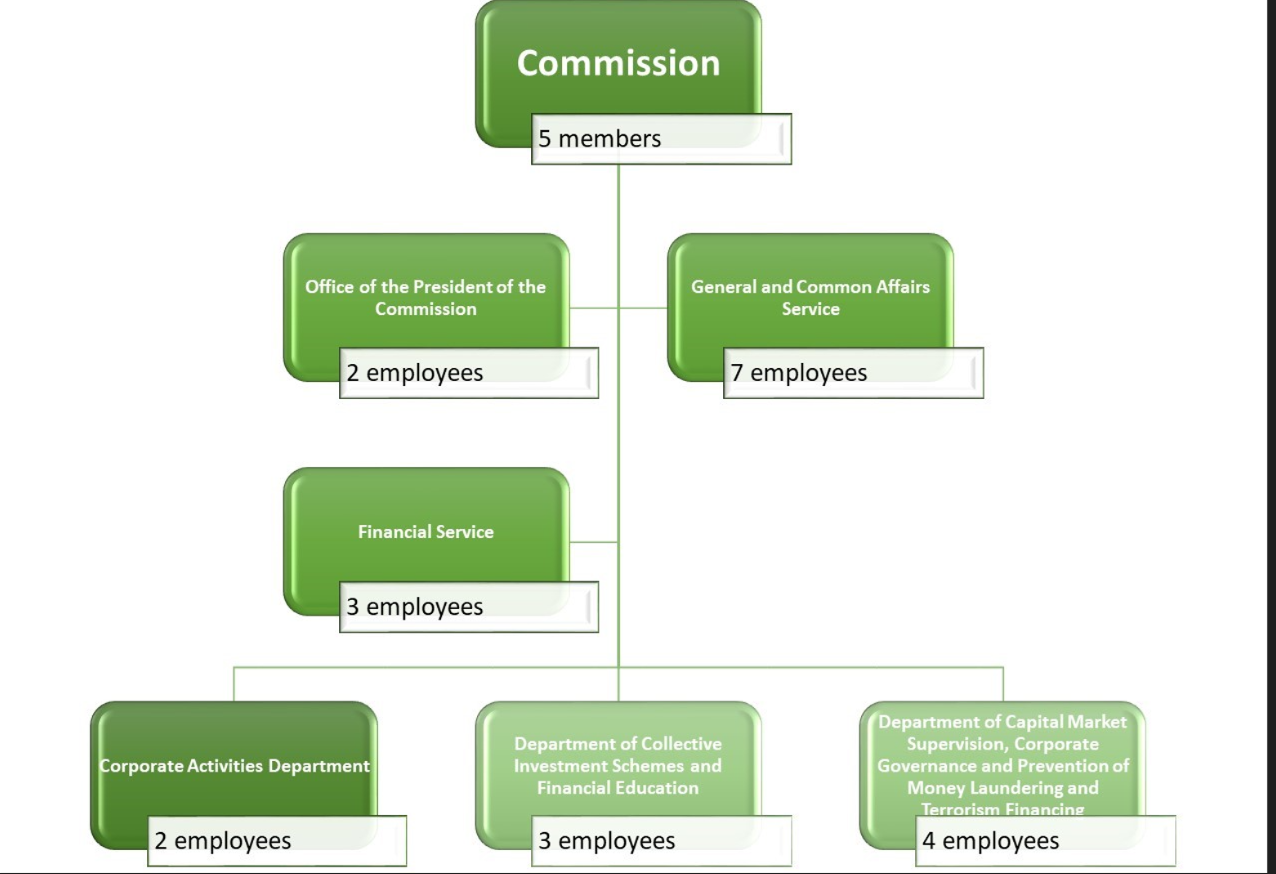 Commission
5 members
Office of the President of the
Commission
2 employees
General and Common Affairs
Service
7 employees
Financial Service
3 employees
Corporate Activities Department
2 employees
Department of Collective
Investment Schemes and
Financial Education
3 employees
Department of Capital Market
Supervision, Corporate
Governance and Prevention of
Money Laundering and
Terrorism Financing
4 employees